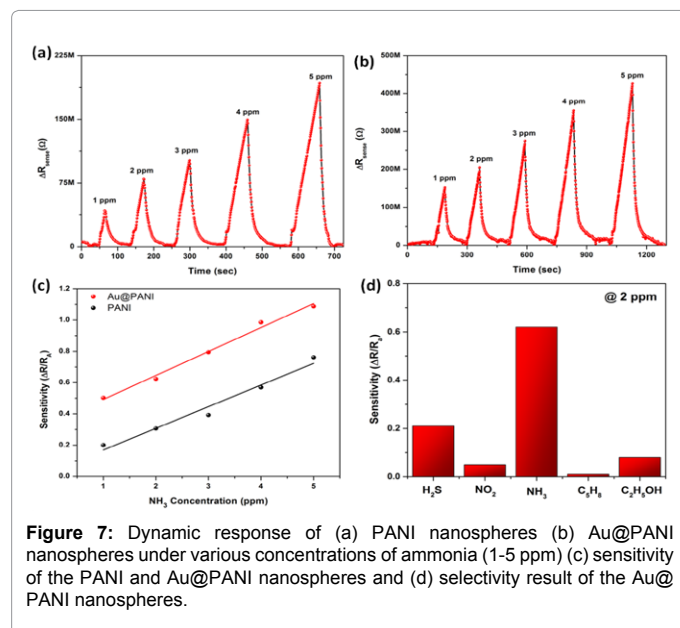 (a)
225M
150M
75M
0
ΔR_sense (Ω)
1 ppm
2 ppm
3 ppm
4 ppm
5 ppm
0 100 200 300 400 500 600 700
Time (sec)
(b)
500M
400M
300M
200M
100M
0
ΔR_sense (Ω)
1 ppm
2 ppm
3 ppm
4 ppm
5 ppm
0 300 600 900 1200
Time (sec)
(c)
Au@PANI
PANI
1.2
1.0
0.8
0.6
0.4
0.2
0.0
Sensitivity (ΔR/R_A)
1 2 3 4 5
NH₃ Concentration (ppm)
(d)
@ 2 ppm
0.8
0.6
0.4
0.2
0.0
Sensitivity (ΔR/R_a)
H₂S NO₂ NH₃ C₅H₈ C₂H₅OH
Figure 7: Dynamic response of (a) PANI nanospheres (b) Au@PANI
nanospheres under various concentrations of ammonia (1-5 ppm) (c) sensitivity
of the PANI and Au@PANI nanospheres and (d) selectivity result of the Au@
PANI nanospheres.